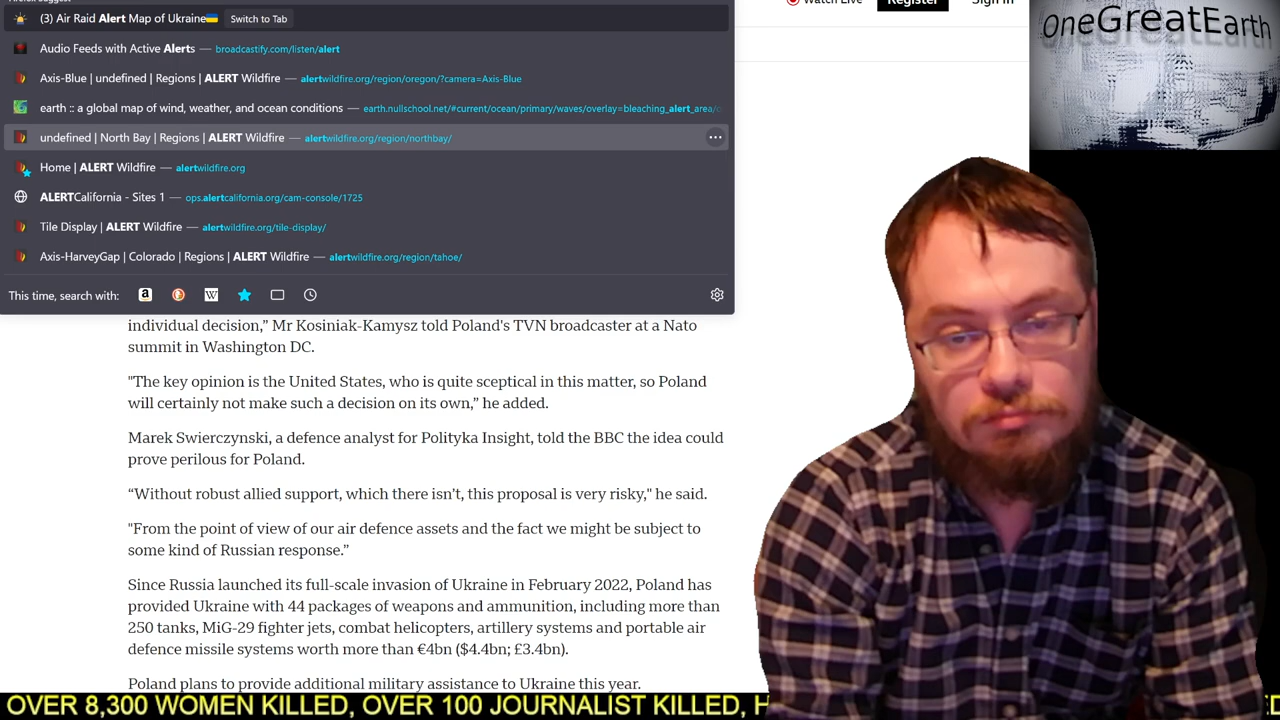 (3) Air Raid Alert Map of Ukraine🇺🇦 Switch to Tab
Watch Live Register Sign In
OneGreatEarth
Audio Feeds with Active Alerts — broadcastify.com/listen/alert
Axis-Blue | undefined | Regions | ALERT Wildfire — alertwildfire.org/region/oregon/?camera=Axis-Blue
earth :: a global map of wind, weather, and ocean conditions — earth.nullschool.net/#current/ocean/primary/waves/overlay=bleaching_alert_area/
undefined | North Bay | Regions | ALERT Wildfire — alertwildfire.org/region/northbay/
Home | ALERT Wildfire — alertwildfire.org
ALERTCalifornia - Sites 1 — ops.alertcalifornia.org/cam-console/1725
Tile Display | ALERT Wildfire — alertwildfire.org/tile-display/
Axis-HarveyGap | Colorado | Regions | ALERT Wildfire — alertwildfire.org/region/tahoe/
This time, search with:
individual decision,” Mr Kosiniak-Kamysz told Poland's TVN broadcaster at a Nato
summit in Washington DC.
"The key opinion is the United States, who is quite sceptical in this matter, so Poland
will certainly not make such a decision on its own,” he added.
Marek Swierczynski, a defence analyst for Polityka Insight, told the BBC the idea could
prove perilous for Poland.
“Without robust allied support, which there isn’t, this proposal is very risky," he said.
"From the point of view of our air defence assets and the fact we might be subject to
some kind of Russian response.”
Since Russia launched its full-scale invasion of Ukraine in February 2022, Poland has
provided Ukraine with 44 packages of weapons and ammunition, including more than
250 tanks, MiG-29 fighter jets, combat helicopters, artillery systems and portable air
defence missile systems worth more than €4bn ($4.4bn; £3.4bn).
Poland plans to provide additional military assistance to Ukraine this year.
OVER 8,300 WOMEN KILLED, OVER 100 JOURNALIST KILLED,